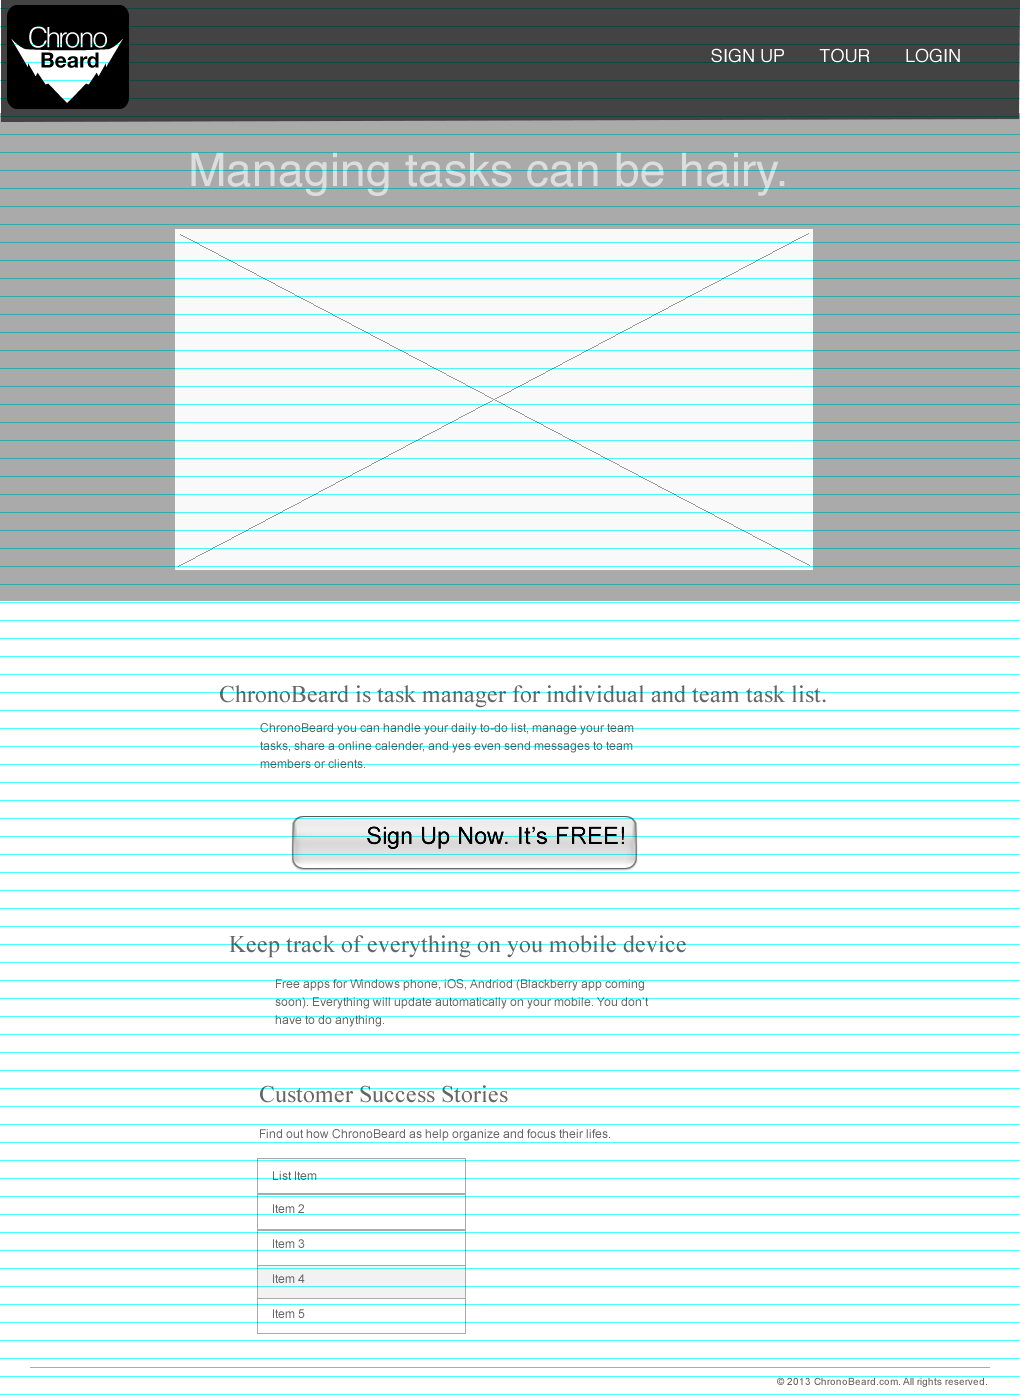 Chrono
Beard
SIGN UP TOUR LOGIN
Managing tasks can be hairy.
ChronoBeard is task manager for individual and team task list.
ChronoBeard you can handle your daily to-do list, manage your team
tasks, share a online calender, and yes even send messages to team
members or clients.
Sign Up Now. It's FREE!
Keep track of everything on you mobile device
Free apps for Windows phone, iOS, Andriod (Blackberry app coming
soon). Everything will update automatically on your mobile. You don't
have to do anything.
Customer Success Stories
Find out how ChronoBeard as help organize and focus their lifes.
List Item
Item 2
Item 3
Item 4
Item 5
© 2013 ChronoBeard.com. All rights reserved.